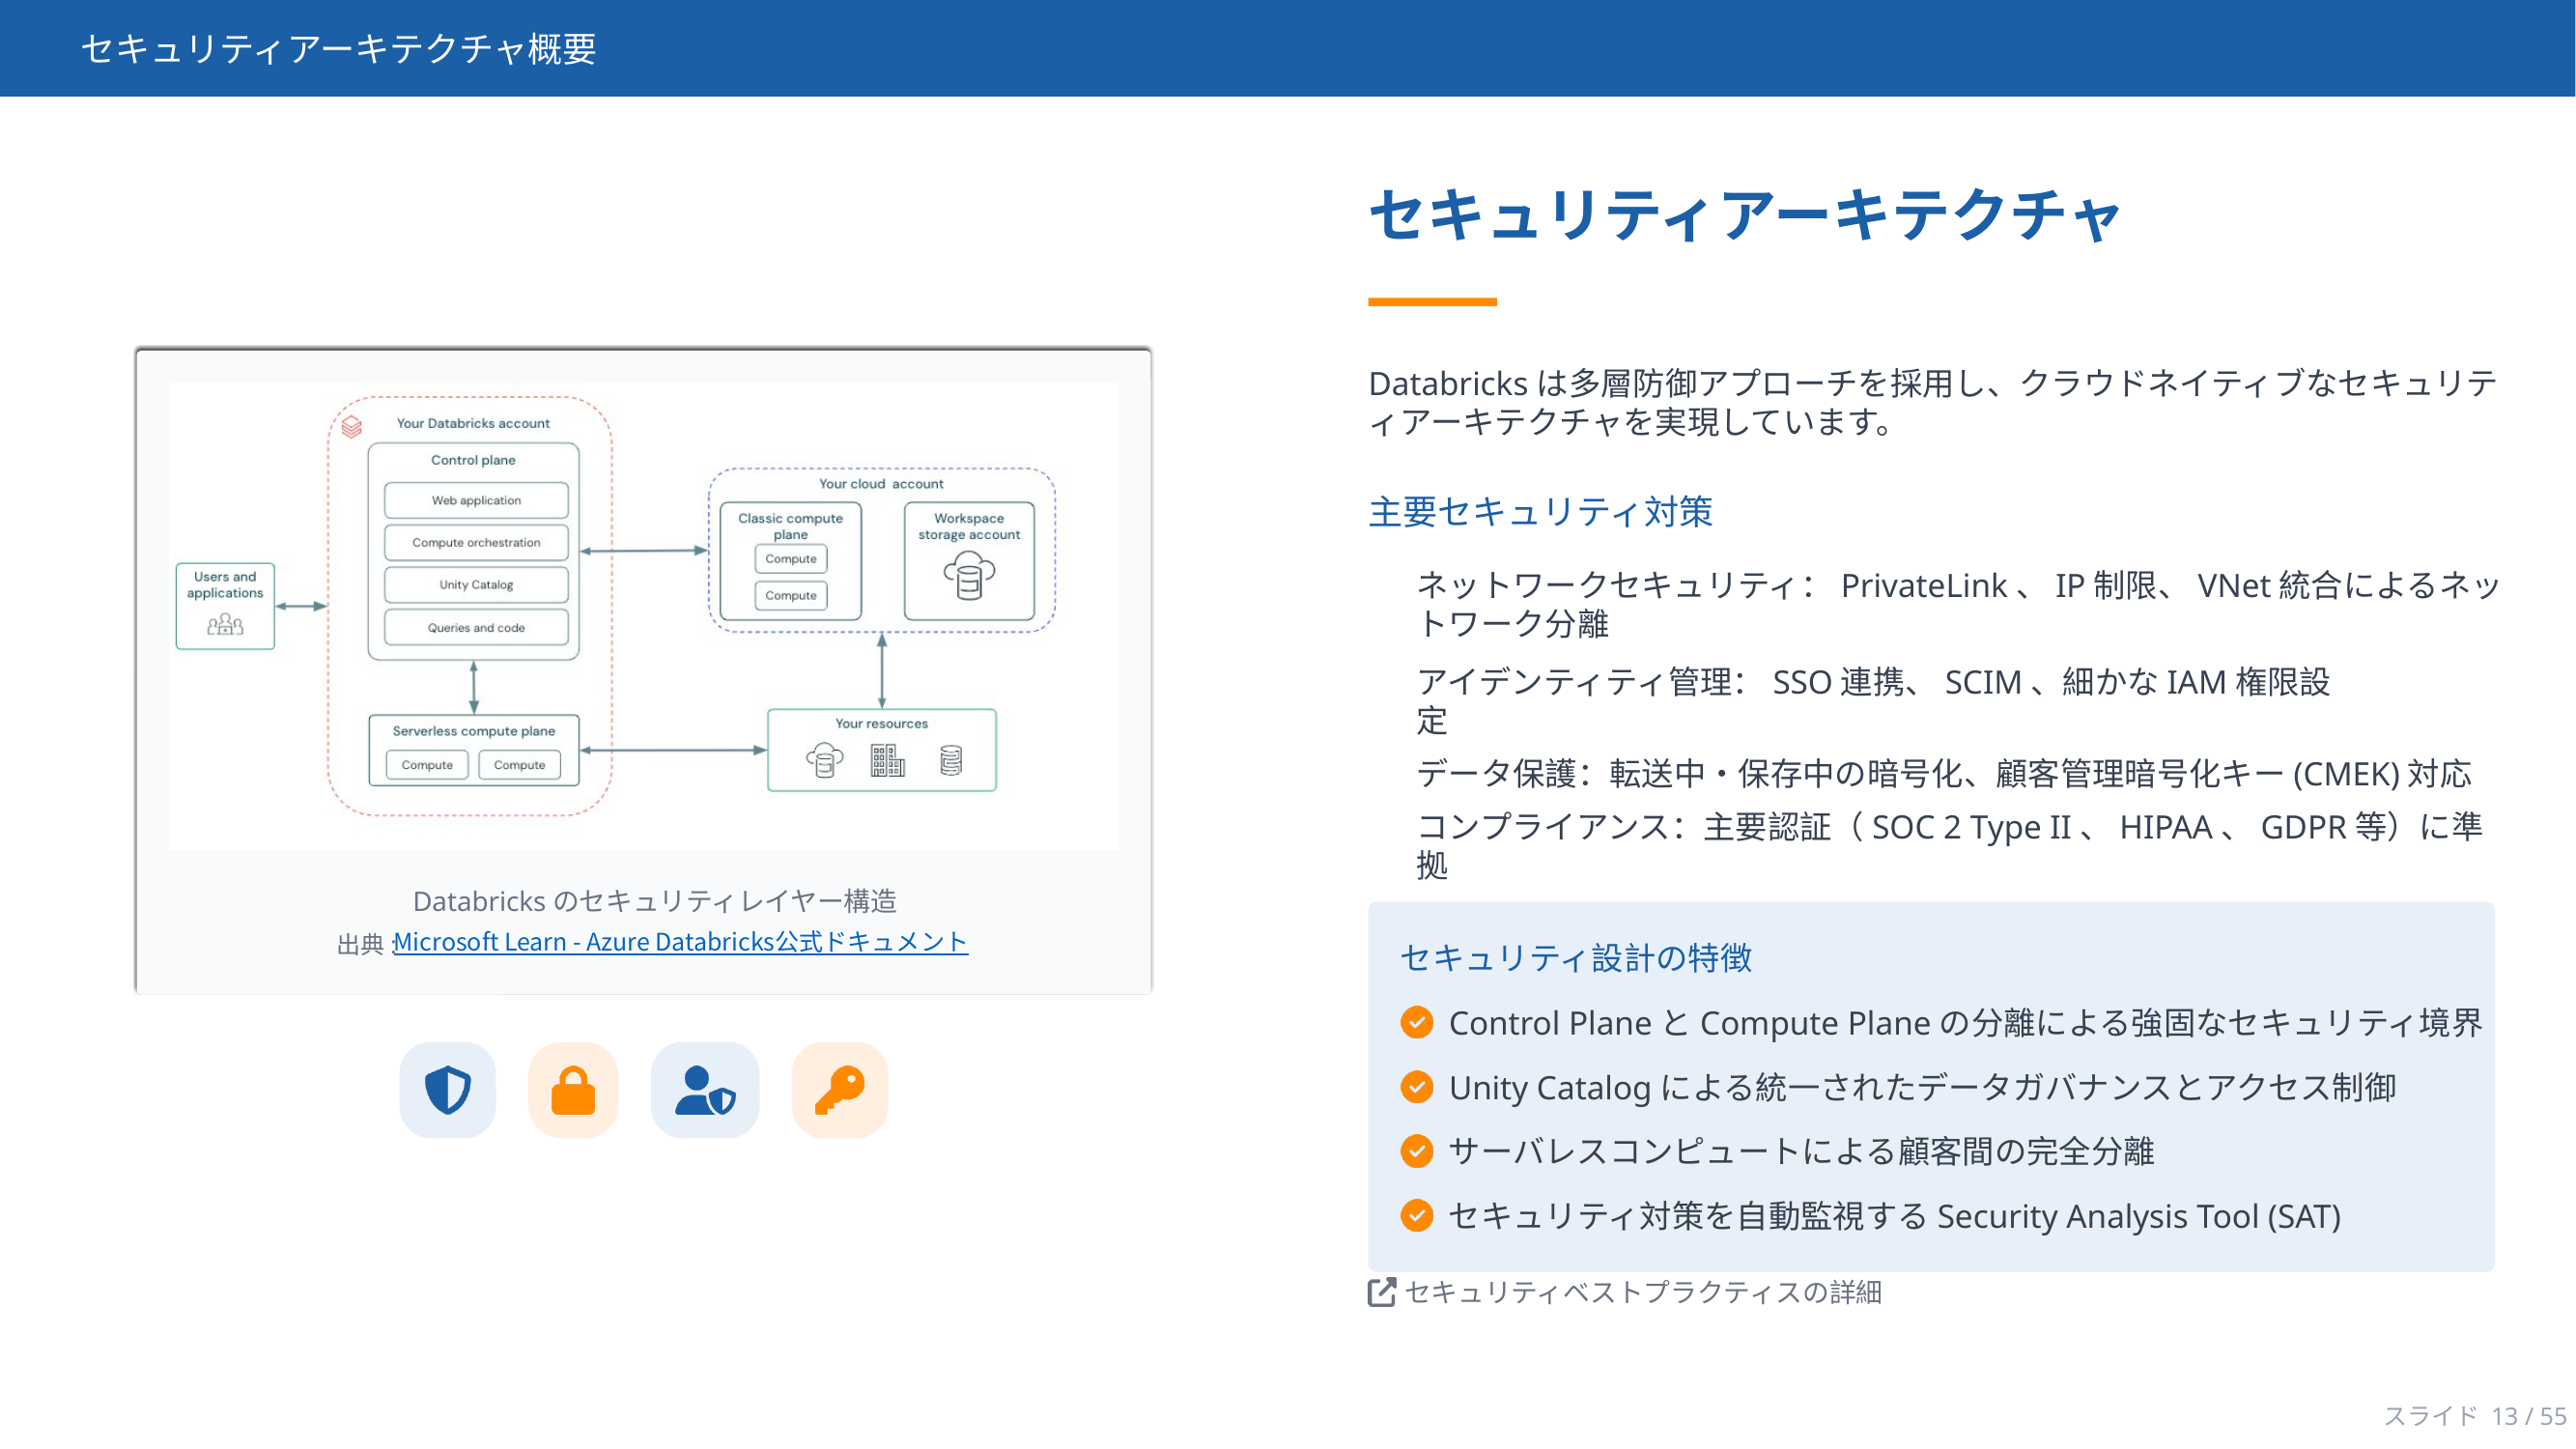 セキュリティアーキテクチャ概要
Your Databricks account
Control plane
Web application
Compute orchestration
Unity Catalog
Queries and code
Users and
applications
Serverless compute plane
Compute
Compute
Your cloud account
Classic compute
plane
Compute
Compute
Workspace
storage account
Your resources
Databricks のセキュリティレイヤー構造
出典 :Microsoft Learn - Azure Databricks公式ドキュメント
セキュリティアーキテクチャ
Databricks は多層防御アプローチを採用し、クラウドネイティブなセキュリテ
ィアーキテクチャを実現しています。
主要セキュリティ対策
ネットワークセキュリティ： PrivateLink 、 IP 制限、 VNet 統合によるネッ
トワーク分離
アイデンティティ管理： SSO 連携、 SCIM 、細かな IAM 権限設
定
データ保護：転送中・保存中の暗号化、顧客管理暗号化キー (CMEK) 対応
コンプライアンス：主要認証（ SOC 2 Type II 、 HIPAA 、 GDPR 等）に準
拠
セキュリティ設計の特徴
Control Plane と Compute Plane の分離による強固なセキュリティ境界
Unity Catalog による統一されたデータガバナンスとアクセス制御
サーバレスコンピュートによる顧客間の完全分離
セキュリティ対策を自動監視する Security Analysis Tool (SAT)
セキュリティベストプラクティスの詳細
スライド 13 / 55